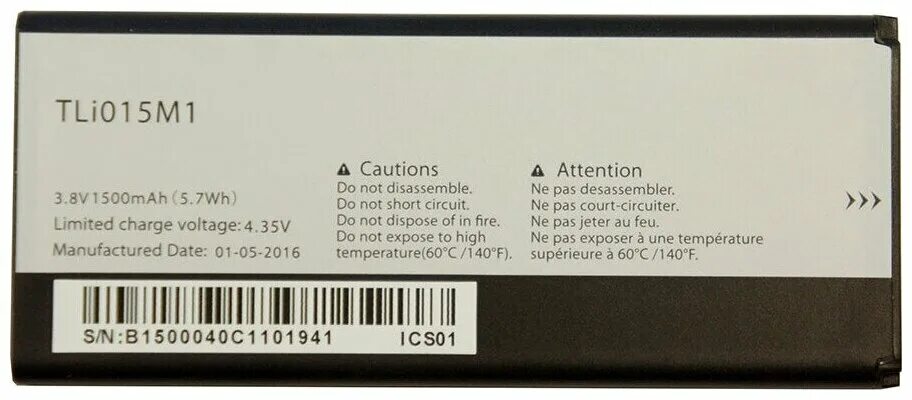 TLi015M1
3.8V1500mAh (5.7Wh)
Limited charge voltage: 4.35V
Manufactured Date: 01-05-2016
Cautions
Do not disassemble.
Do not short circuit.
Do not dispose of in fire.
Do not expose to high
temperature(60°C /140°F).
Attention
Ne pas desassembler.
Ne pas court-circuiter.
Ne pas jeter au feu.
Ne pas exposer à une température
supérieure à 60°C /140°F.
S/N:B1500040C1101941 ICS01